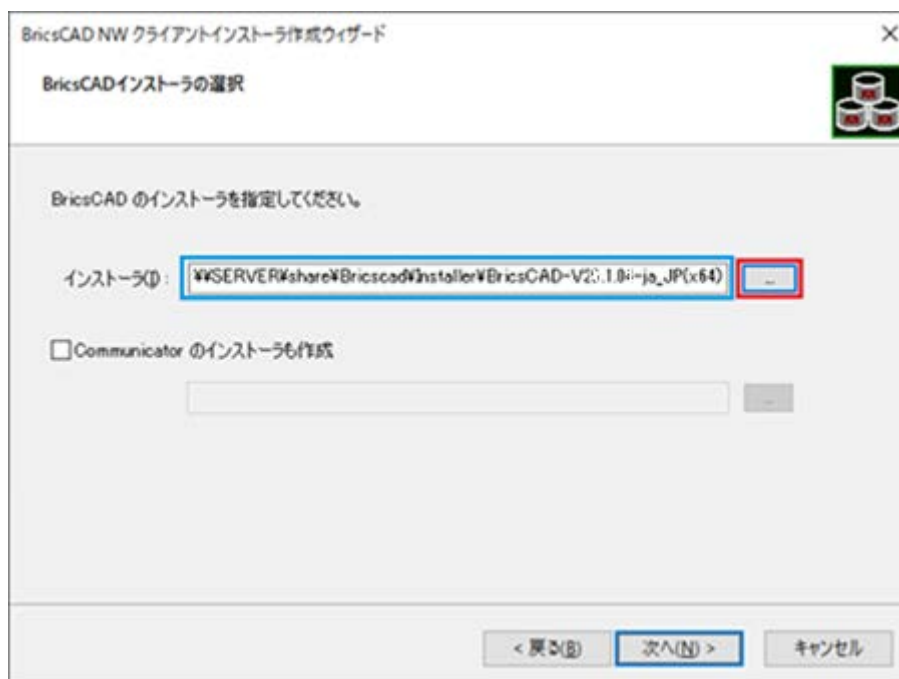 BricsCAD NW クライアントインストーラ作成ウィザード
BricsCADインストーラの選択
BricsCAD のインストーラを指定してください。
インストーラ(I) :
...
Communicator のインストーラも作成
...
< 戻る(B)
次へ(N) >
キャンセル